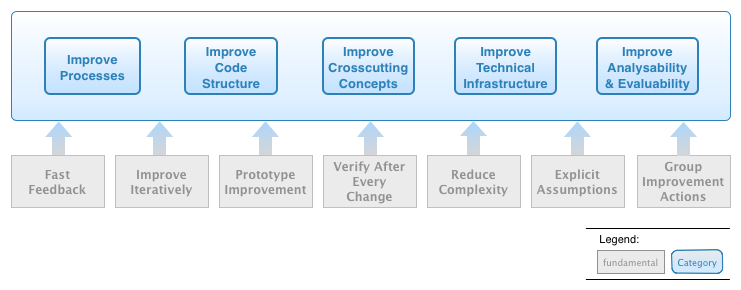 Improve
Processes
Improve
Code
Structure
Improve
Crosscutting
Concepts
Improve
Technical
Infrastructure
Improve
Analysability
& Evaluability
Fast
Feedback
Improve
Iteratively
Prototype
Improvement
Verify After
Every
Change
Reduce
Complexity
Explicit
Assumptions
Group
Improvement
Actions
Legend:
fundamental
Category